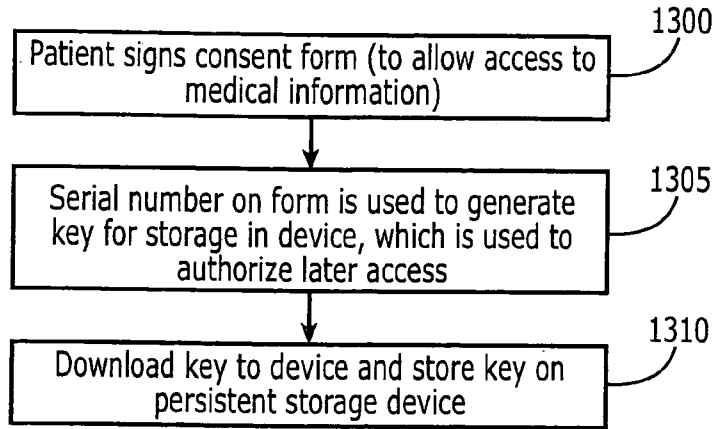 1300
Patient signs consent form (to allow access to
medical information)
1305
Serial number on form is used to generate
key for storage in device, which is used to
authorize later access
1310
Download key to device and store key on
persistent storage device